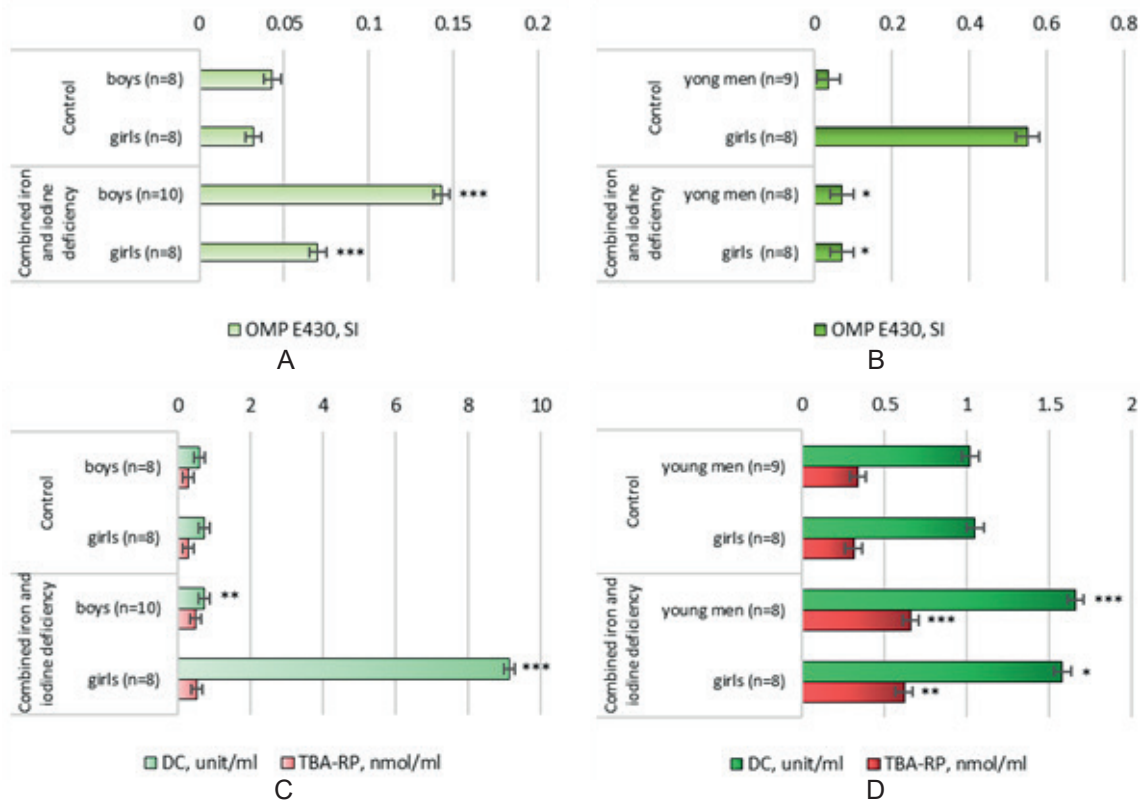 0 0.05 0.1 0.15 0.2
Control
boys (n=8)
girls (n=8)
Combined iron
and iodine
deficiency
boys (n=10)
***
girls (n=8)
***
OMP E430, SI
A
0 0.2 0.4 0.6 0.8
Control
yong men (n=9)
girls (n=8)
Combined iron
and iodine
deficiency
yong men (n=8)
*
girls (n=8)
*
OMP E430, SI
B
0 2 4 6 8 10
Control
boys (n=8)
girls (n=8)
Combined iron and
iodine deficiency
boys (n=10)
**
girls (n=8)
***
DC, unit/ml TBA-RP, nmol/ml
C
0 0.5 1 1.5 2
Control
young men (n=9)
girls (n=8)
Combined iron and
iodine deficiency
young men (n=8)
***
***
girls (n=8)
*
**
DC, unit/ml TBA-RP, nmol/ml
D